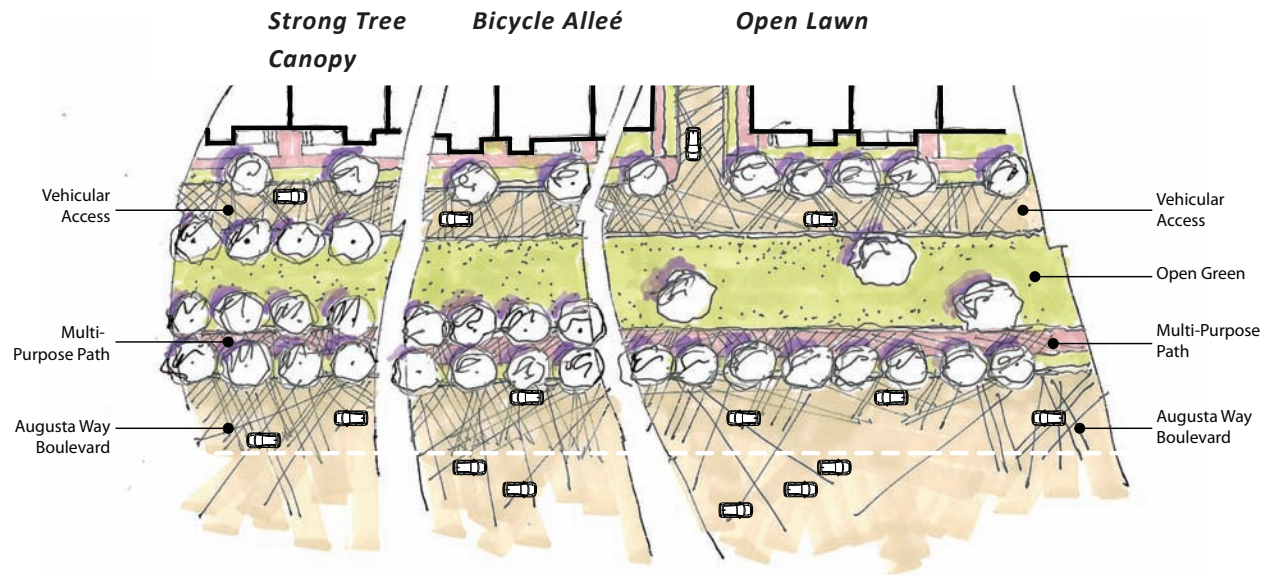 Strong Tree
Canopy
Bicycle Alleé
Open Lawn
Vehicular
Access
Multi-
Purpose Path
Augusta Way
Boulevard
Vehicular
Access
Open Green
Multi-Purpose
Path
Augusta Way
Boulevard